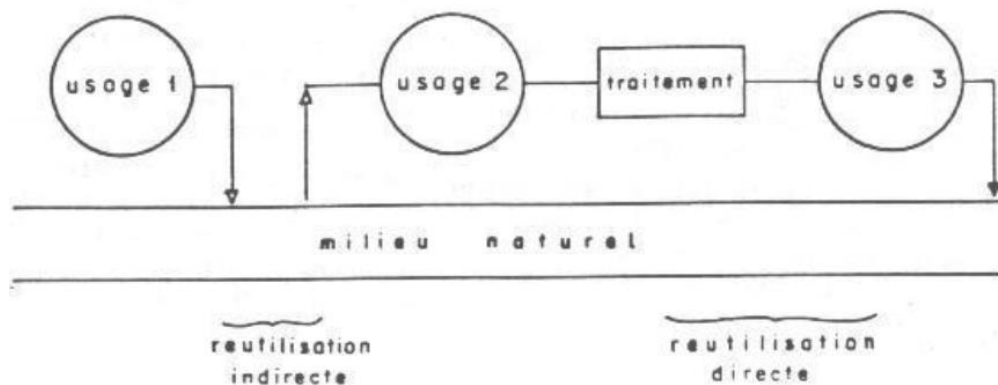 usage 1
usage 2
traitement
usage 3
milieu naturel
reutilisation
indirecte
reutilisation
directe